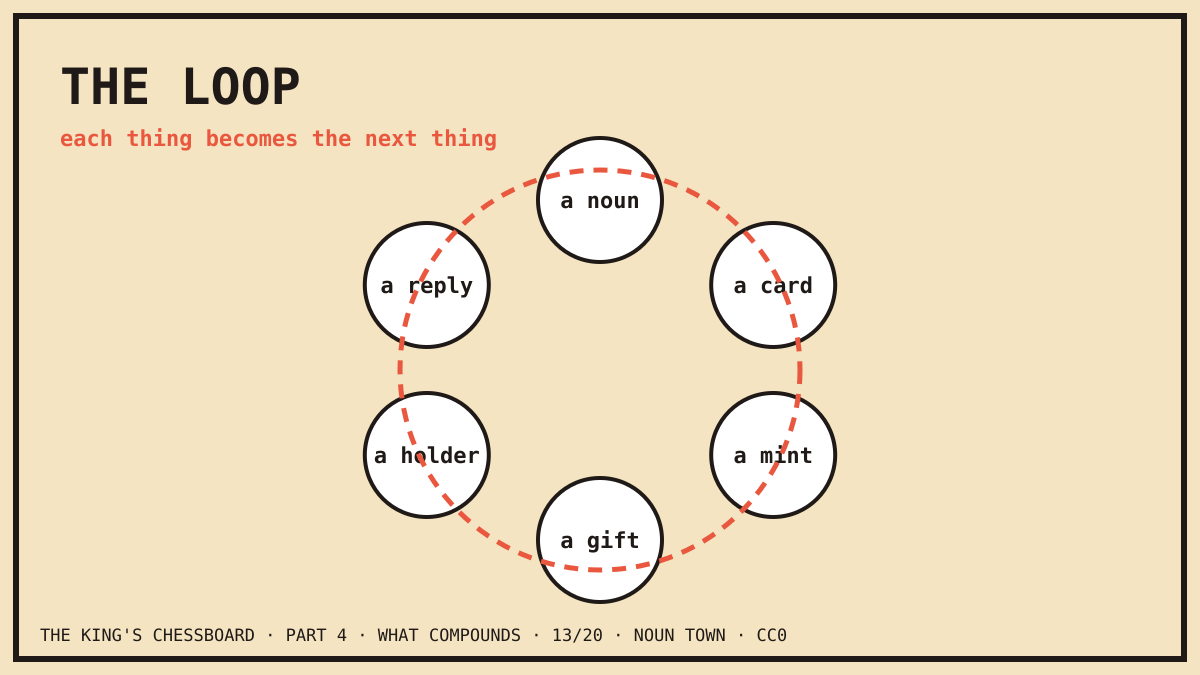 THE LOOP
each thing becomes the next thing
a noun
a card
a mint
a gift
a holder
a reply
THE KING'S CHESSBOARD · PART 4 · WHAT COMPOUNDS · 13/20 · NOUN TOWN · CC0